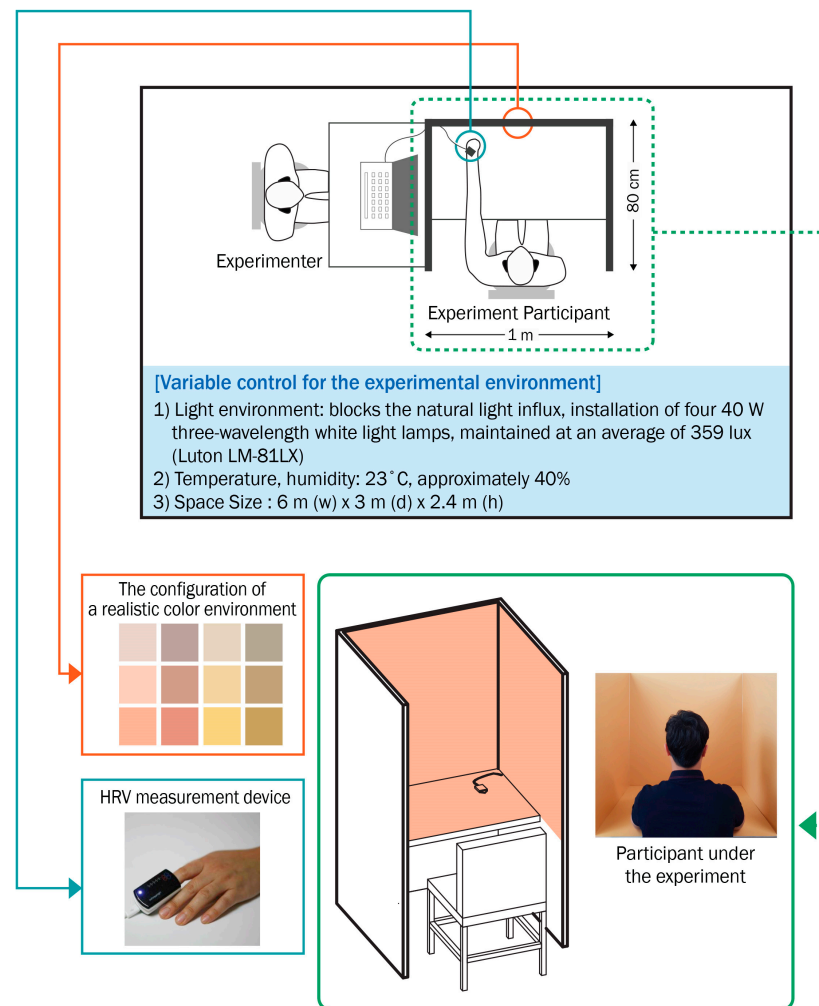 80 cm
Experimenter
Experiment Participant
1 m
[Variable control for the experimental environment]
1) Light environment: blocks the natural light influx, installation of four 40 W
three-wavelength white light lamps, maintained at an average of 359 lux
(Luton LM-81LX)
2) Temperature, humidity: 23˚C, approximately 40%
3) Space Size : 6 m (w) x 3 m (d) x 2.4 m (h)
The configuration of
a realistic color environment
HRV measurement device
Participant under
the experiment